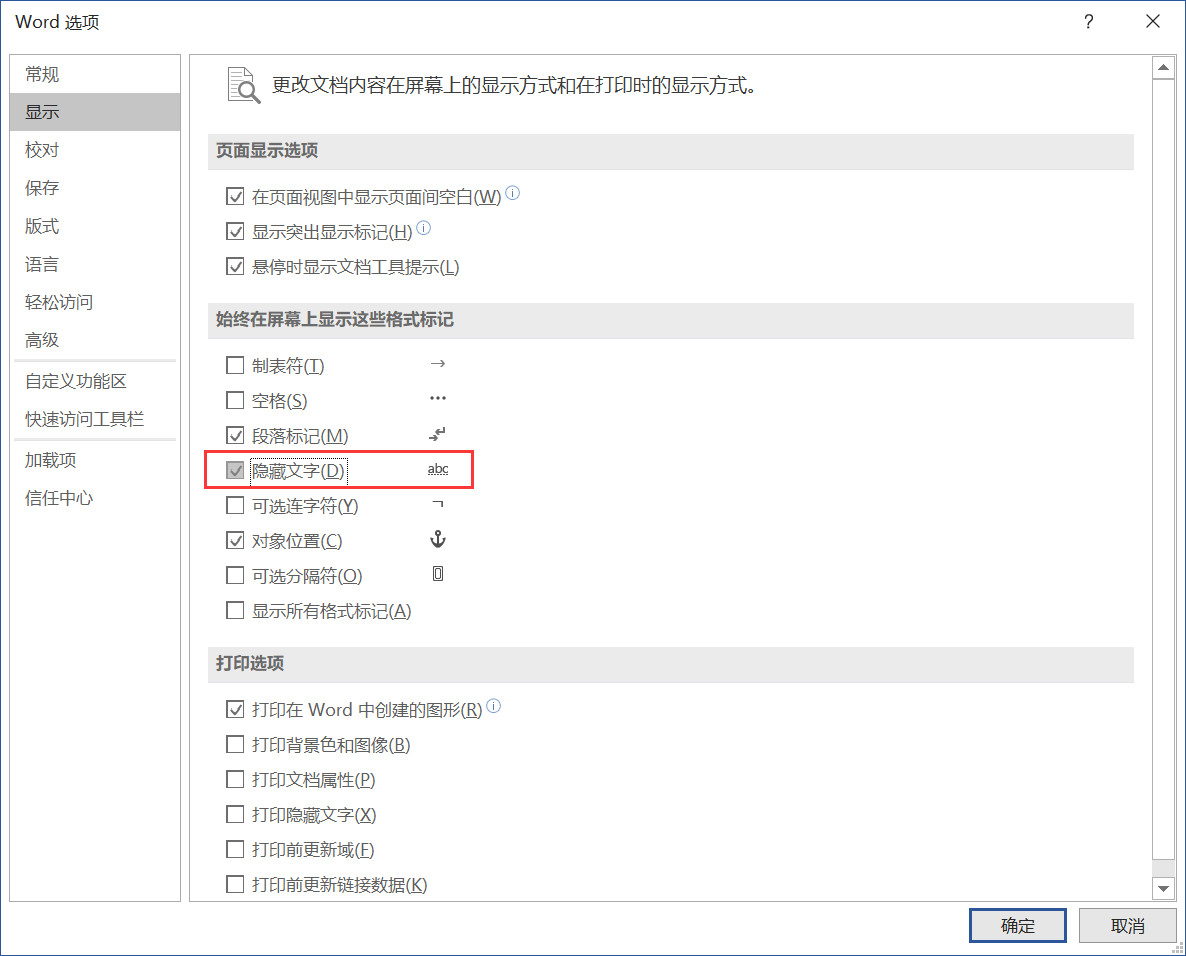 Word 选项
?
常规
显示
校对
保存
版式
语言
轻松访问
高级
自定义功能区
快速访问工具栏
加载项
信任中心
更改文档内容在屏幕上的显示方式和在打印时的显示方式。
页面显示选项
在页面视图中显示页面间空白(W)
显示突出显示标记(H)
悬停时显示文档工具提示(L)
始终在屏幕上显示这些格式标记
制表符(T) →
空格(S) ···
段落标记(M)
隐藏文字(D) abc
可选连字符(Y) ¬
对象位置(C)
可选分隔符(O)
显示所有格式标记(A)
打印选项
打印在 Word 中创建的图形(R)
打印背景色和图像(B)
打印文档属性(P)
打印隐藏文字(X)
打印前更新域(F)
打印前更新链接数据(K)
确定 取消